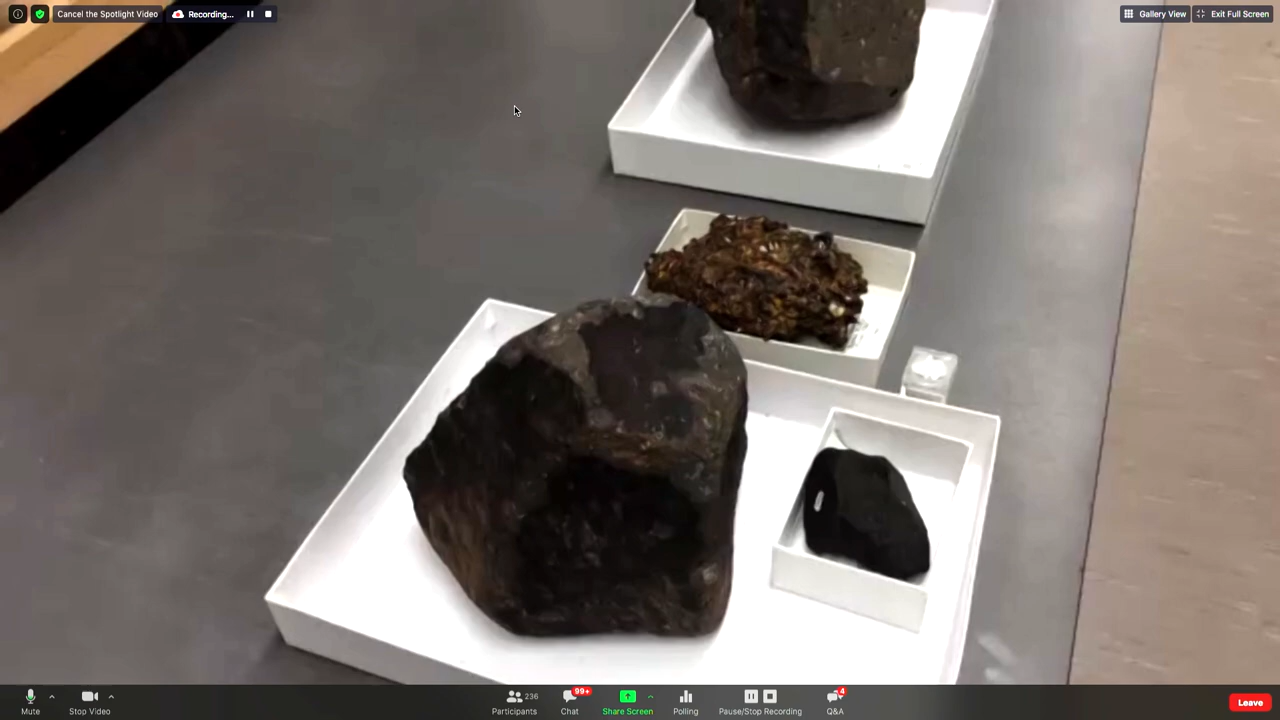 Cancel the Spotlight Video
Recording...
Gallery View
Exit Full Screen
Mute
Stop Video
236
Participants
99+
Chat
Share Screen
Polling
Pause/Stop Recording
4
Q&A
Leave